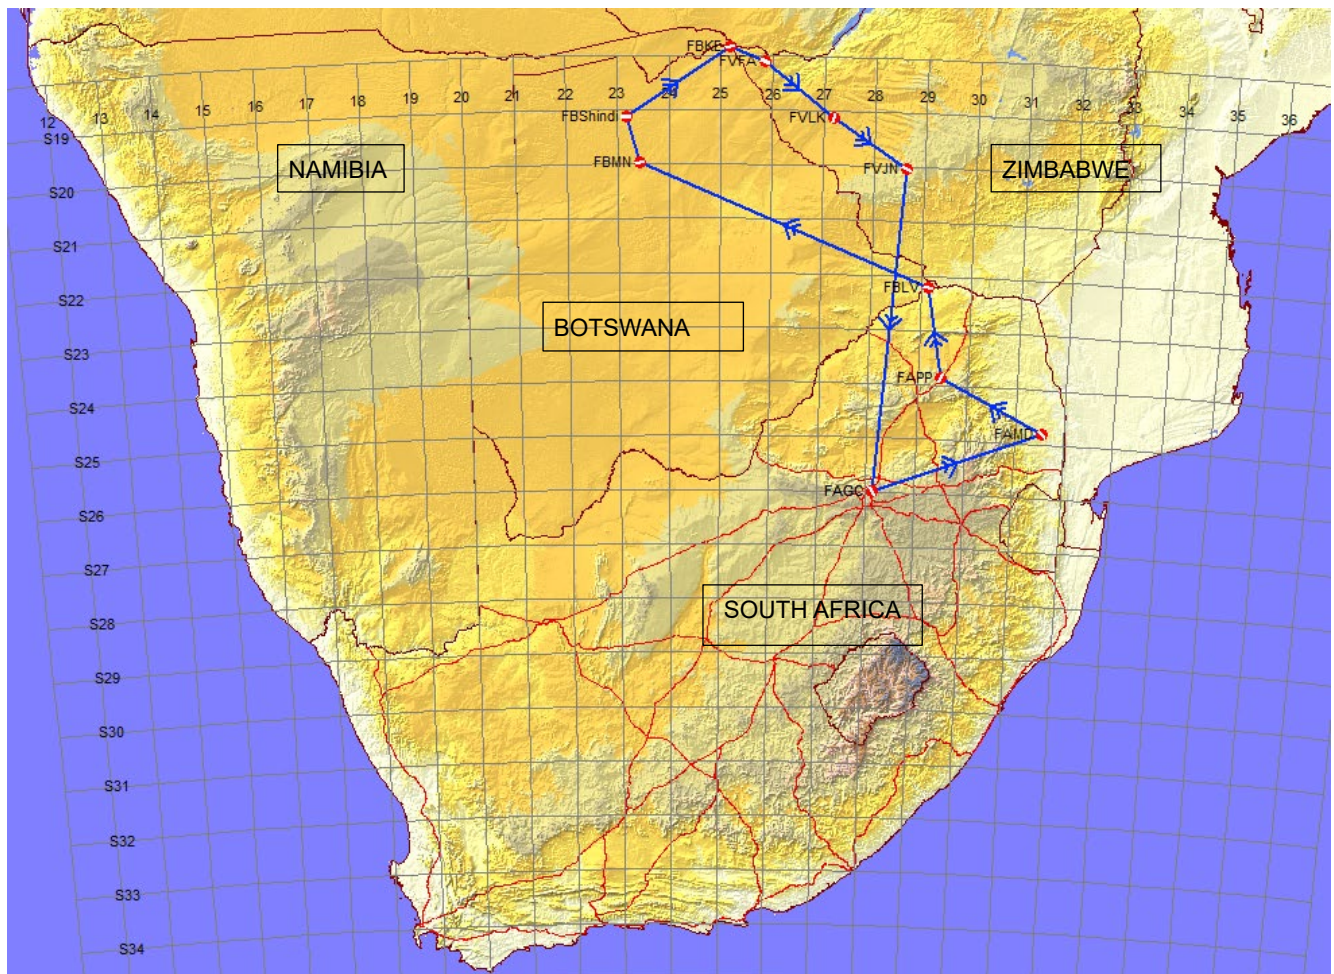 FBKE
FVFA
12 13 14 15 16 17 18 19 20 21 22 23 24 25 26 27 28 29 30 31 32 33 34 35 36
FBShindi
FVLK
S19
FBMN
FVJN
NAMIBIA
ZIMBABWE
S20
S21
FBLV
S22
BOTSWANA
S23
FAPP
S24
FAMD
S25
FAGC
S26
S27
SOUTH AFRICA
S28
S29
S30
S31
S32
S33
S34